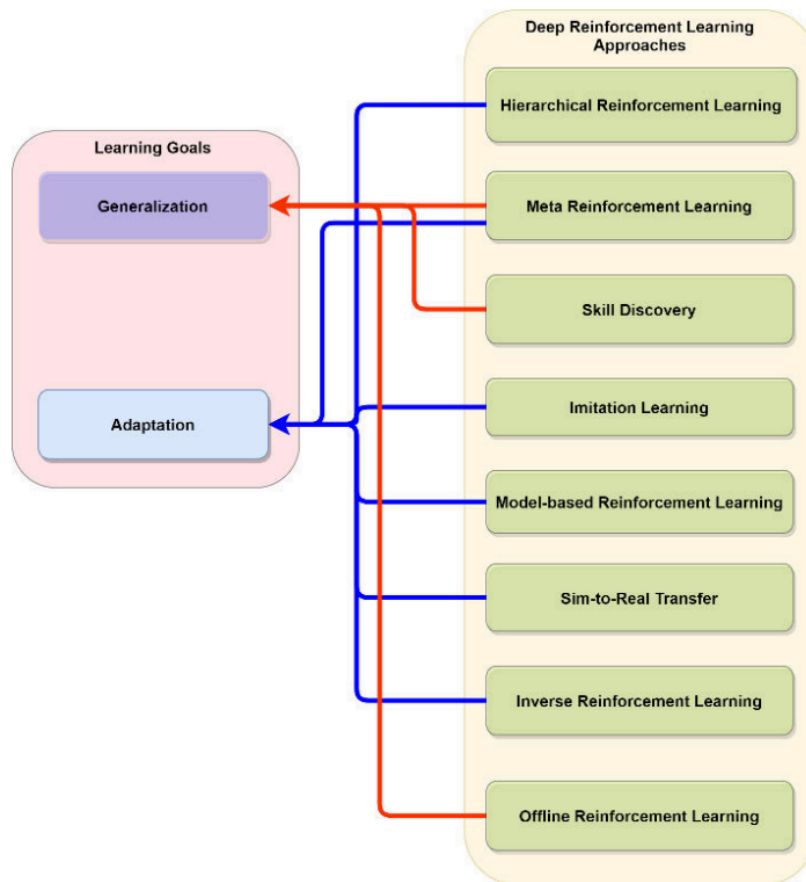 Deep Reinforcement Learning
Approaches
Hierarchical Reinforcement Learning
Learning Goals
Generalization
Meta Reinforcement Learning
Skill Discovery
Adaptation
Imitation Learning
Model-based Reinforcement Learning
Sim-to-Real Transfer
Inverse Reinforcement Learning
Offline Reinforcement Learning